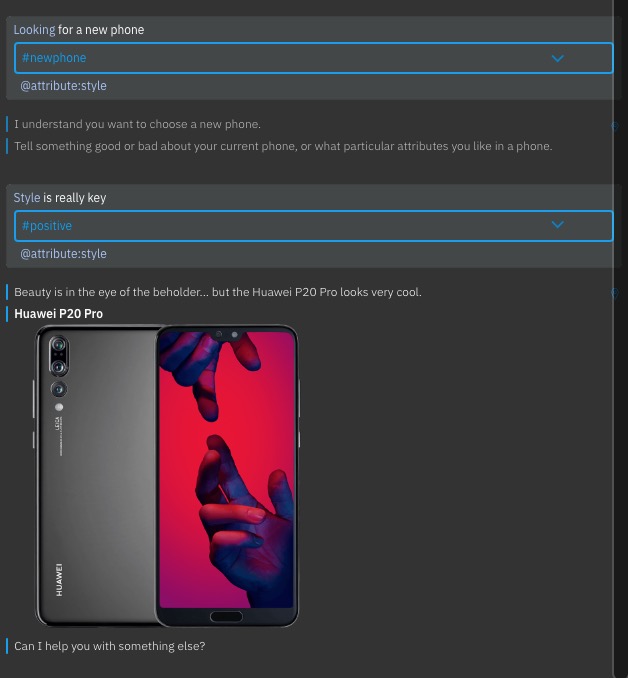 Looking for a new phone
#newphone
@attribute:style
I understand you want to choose a new phone.
Tell something good or bad about your current phone, or what particular attributes you like in a phone.
Style is really key
#positive
@attribute:style
Beauty is in the eye of the beholder... but the Huawei P20 Pro looks very cool.
Huawei P20 Pro
LEICA
HUAWEI
Can I help you with something else?